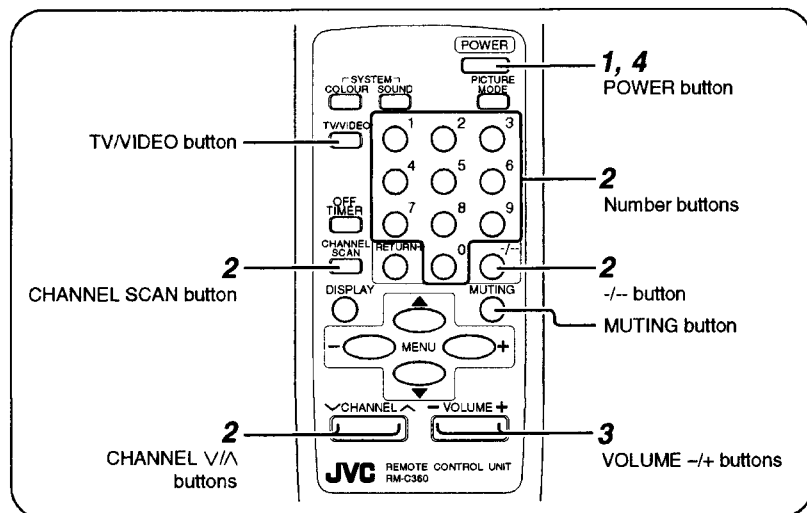 POWER
1, 4
POWER button
SYSTEM
COLOUR SOUND
PICTURE
MODE
TV/VIDEO
TV/VIDEO button
1 2 3
4 5 6
2
Number buttons
OFF
TIMER
7 8 9
CHANNEL
SCAN
RETURN+
0
-/--
2
CHANNEL SCAN button
2
-/-- button
DISPLAY
MUTING
MUTING button
▲
- MENU +
▼
∨ CHANNEL ∧
- VOLUME +
2
CHANNEL ∨/∧
buttons
3
VOLUME -/+ buttons
JVC REMOTE CONTROL UNIT
RM-C360